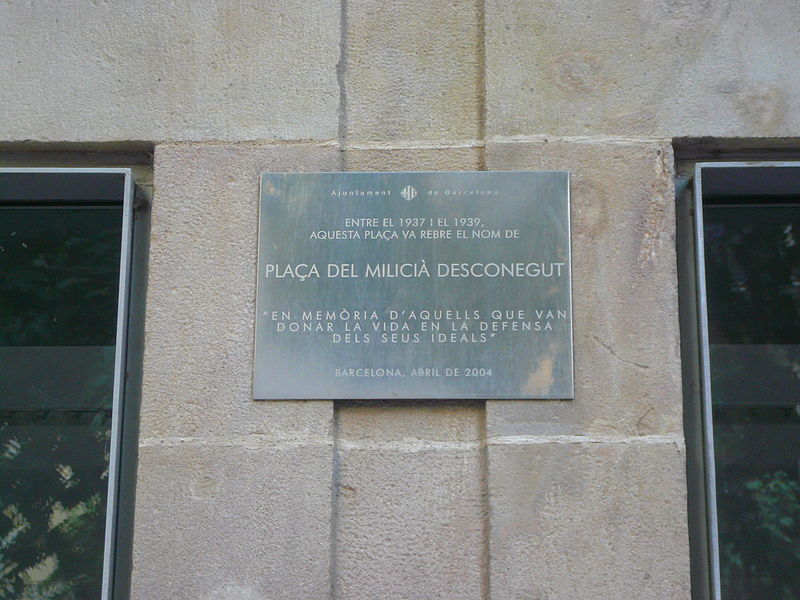 Ajuntament de Barcelona
ENTRE EL 1937 I EL 1939,
AQUESTA PLAÇA VA REBRE EL NOM DE
PLAÇA DEL MILICIÀ DESCONEGUT
"EN MEMÒRIA D'AQUELLS QUE VAN
DONAR LA VIDA EN LA DEFENSA
DELS SEUS IDEALS"
BARCELONA, ABRIL DE 2004